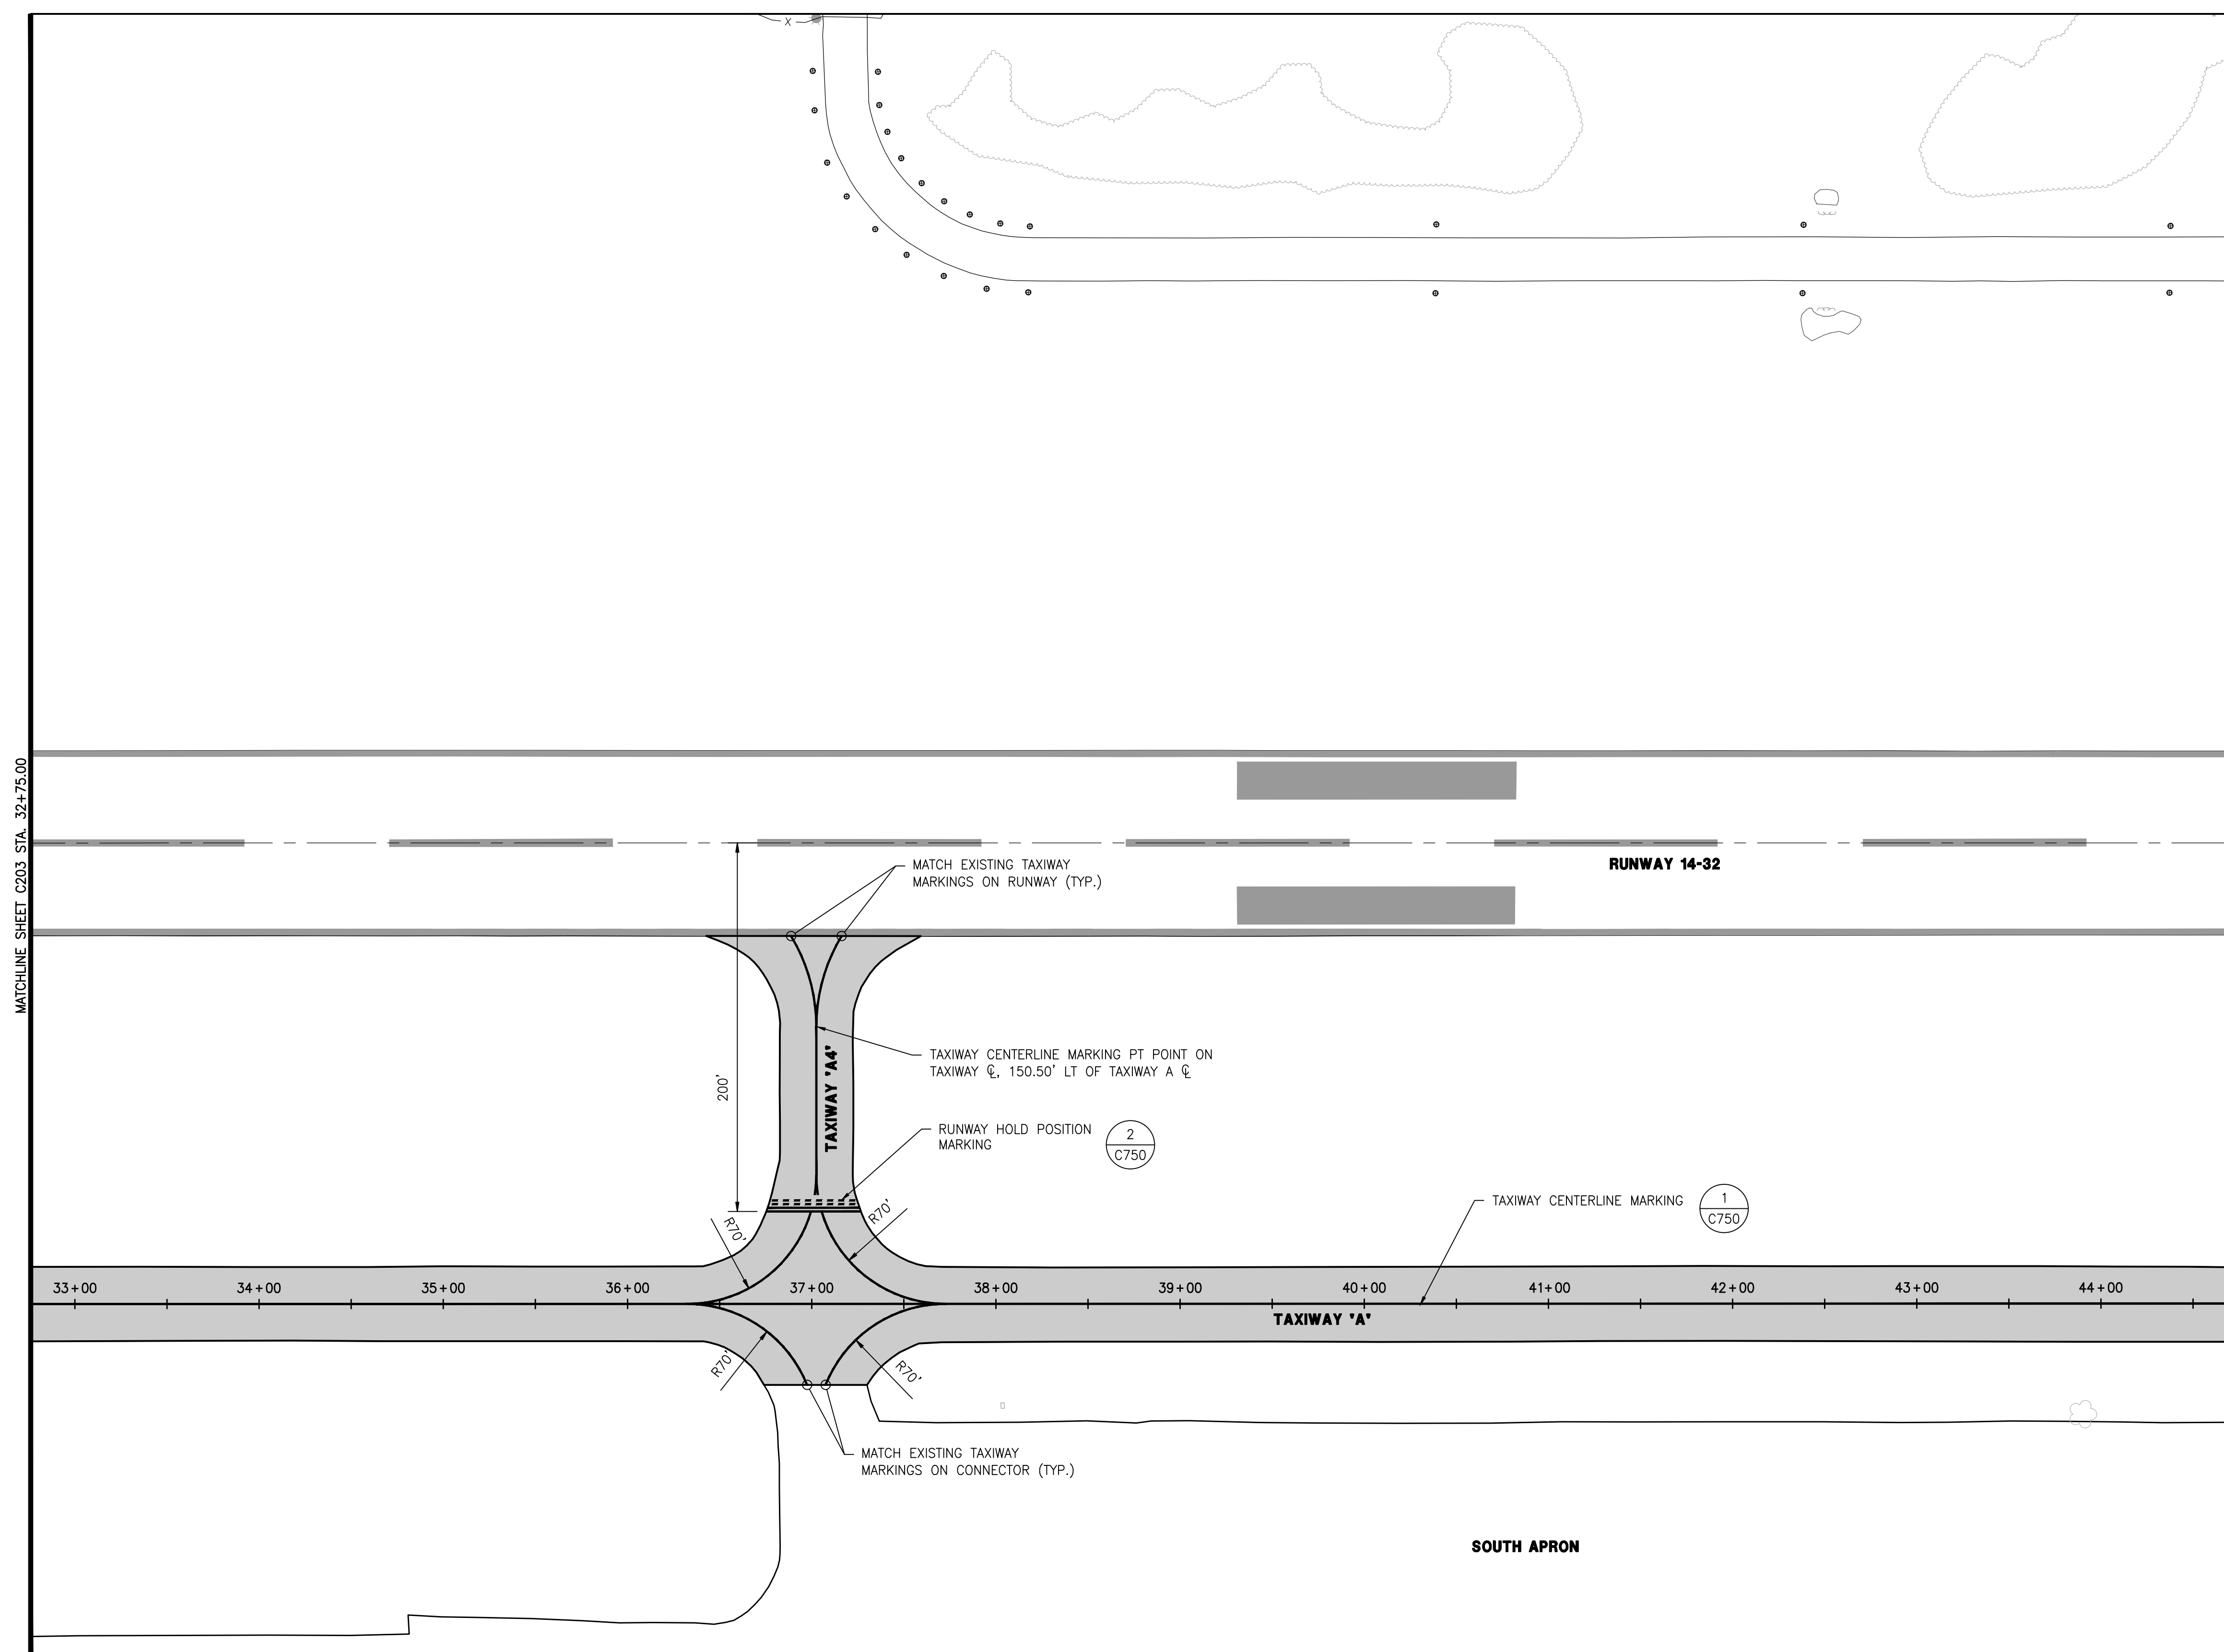 X
MATCHLINE SHEET C203 STA. 32+75.00
RUNWAY 14-32
MATCH EXISTING TAXIWAY
MARKINGS ON RUNWAY (TYP.)
TAXIWAY CENTERLINE MARKING PT POINT ON
TAXIWAY ℄, 150.50' LT OF TAXIWAY A ℄
TAXIWAY 'A4'
200'
RUNWAY HOLD POSITION
MARKING
2
C750
TAXIWAY CENTERLINE MARKING
1
C750
R70'
R70'
33+00 34+00 35+00 36+00 37+00 38+00 39+00 40+00 41+00 42+00 43+00 44+00
TAXIWAY 'A'
R70'
R70'
MATCH EXISTING TAXIWAY
MARKINGS ON CONNECTOR (TYP.)
SOUTH APRON